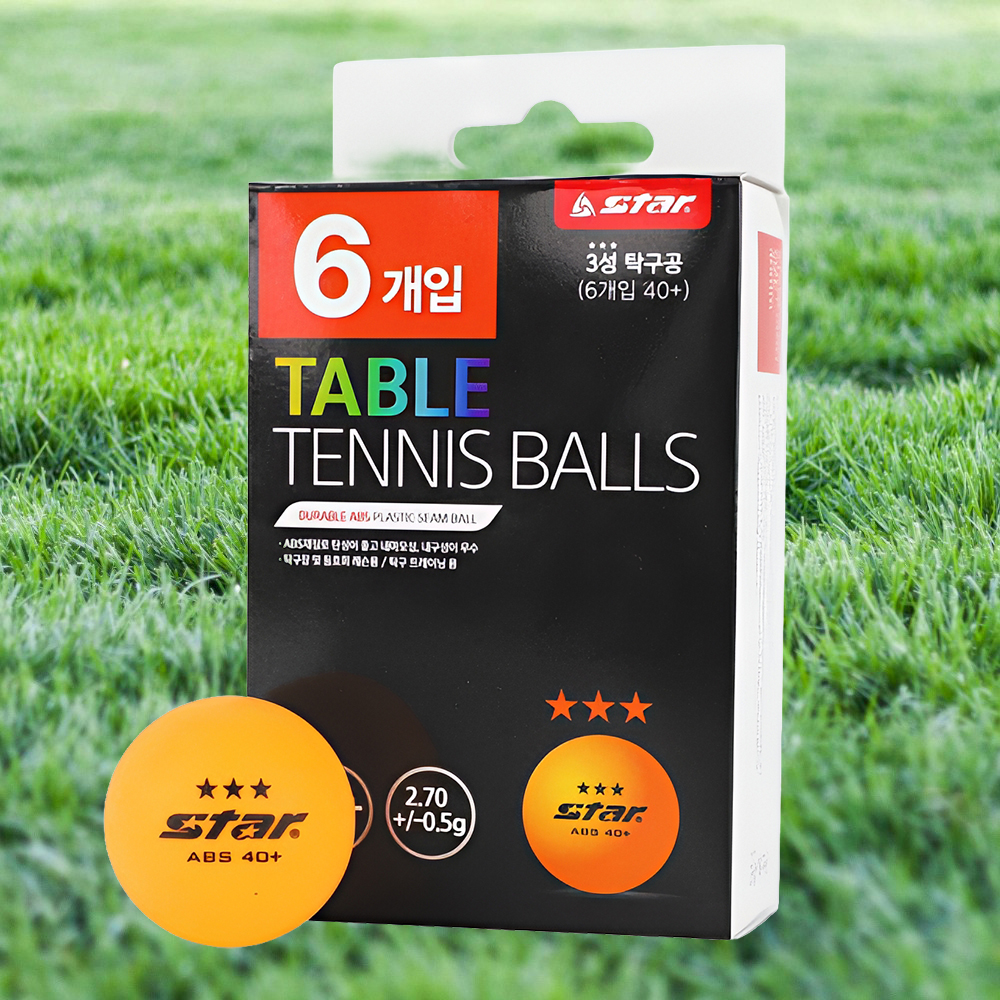 star
3성 탁구공
(6개입 40+)
6개입
TABLE
TENNIS BALLS
DURABLE ABS PLASTIC SEAM BALL
2.70
+/-0.5g
star
ABS 40+
star
ABS 40+